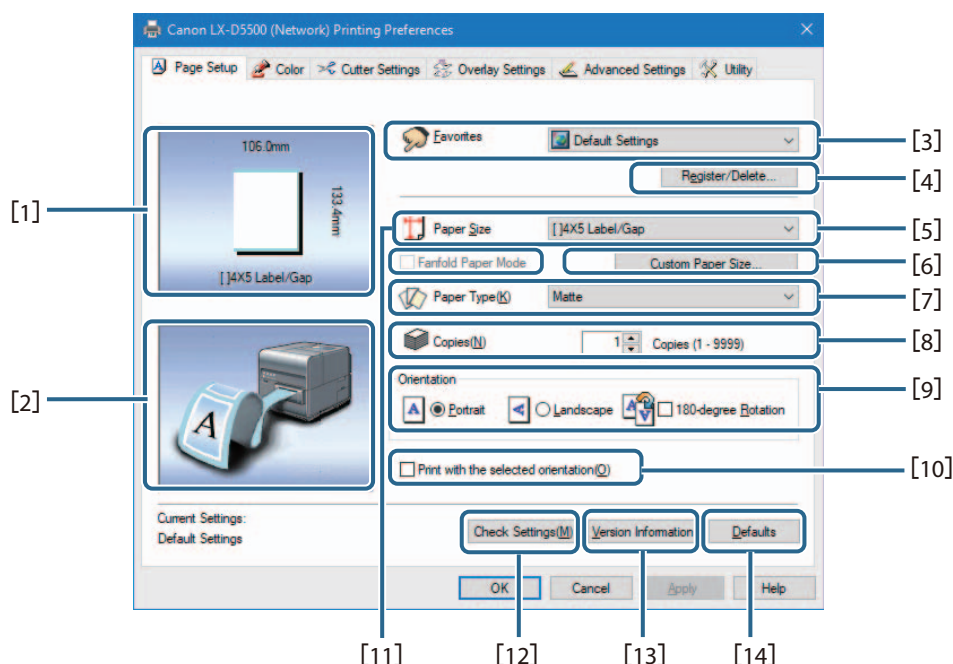 Canon LX-D5500 (Network) Printing Preferences
Page Setup Color Cutter Settings Overlay Settings Advanced Settings Utility
106.0mm
133.4mm
[ ]4X5 Label/Gap
[1]
[2]
Favorites Default Settings [3]
Register/Delete... [4]
Paper Size [ ]4X5 Label/Gap [5]
Fanfold Paper Mode Custom Paper Size... [6]
Paper Type(K) Matte [7]
Copies(N) 1 Copies (1 - 9999) [8]
Orientation
A Portrait A Landscape A A 180-degree Rotation [9]
A
Print with the selected orientation(O) [10]
Current Settings:
Default Settings
Check Settings(M) Version Information Defaults
OK Cancel Apply Help
[11] [12] [13] [14]